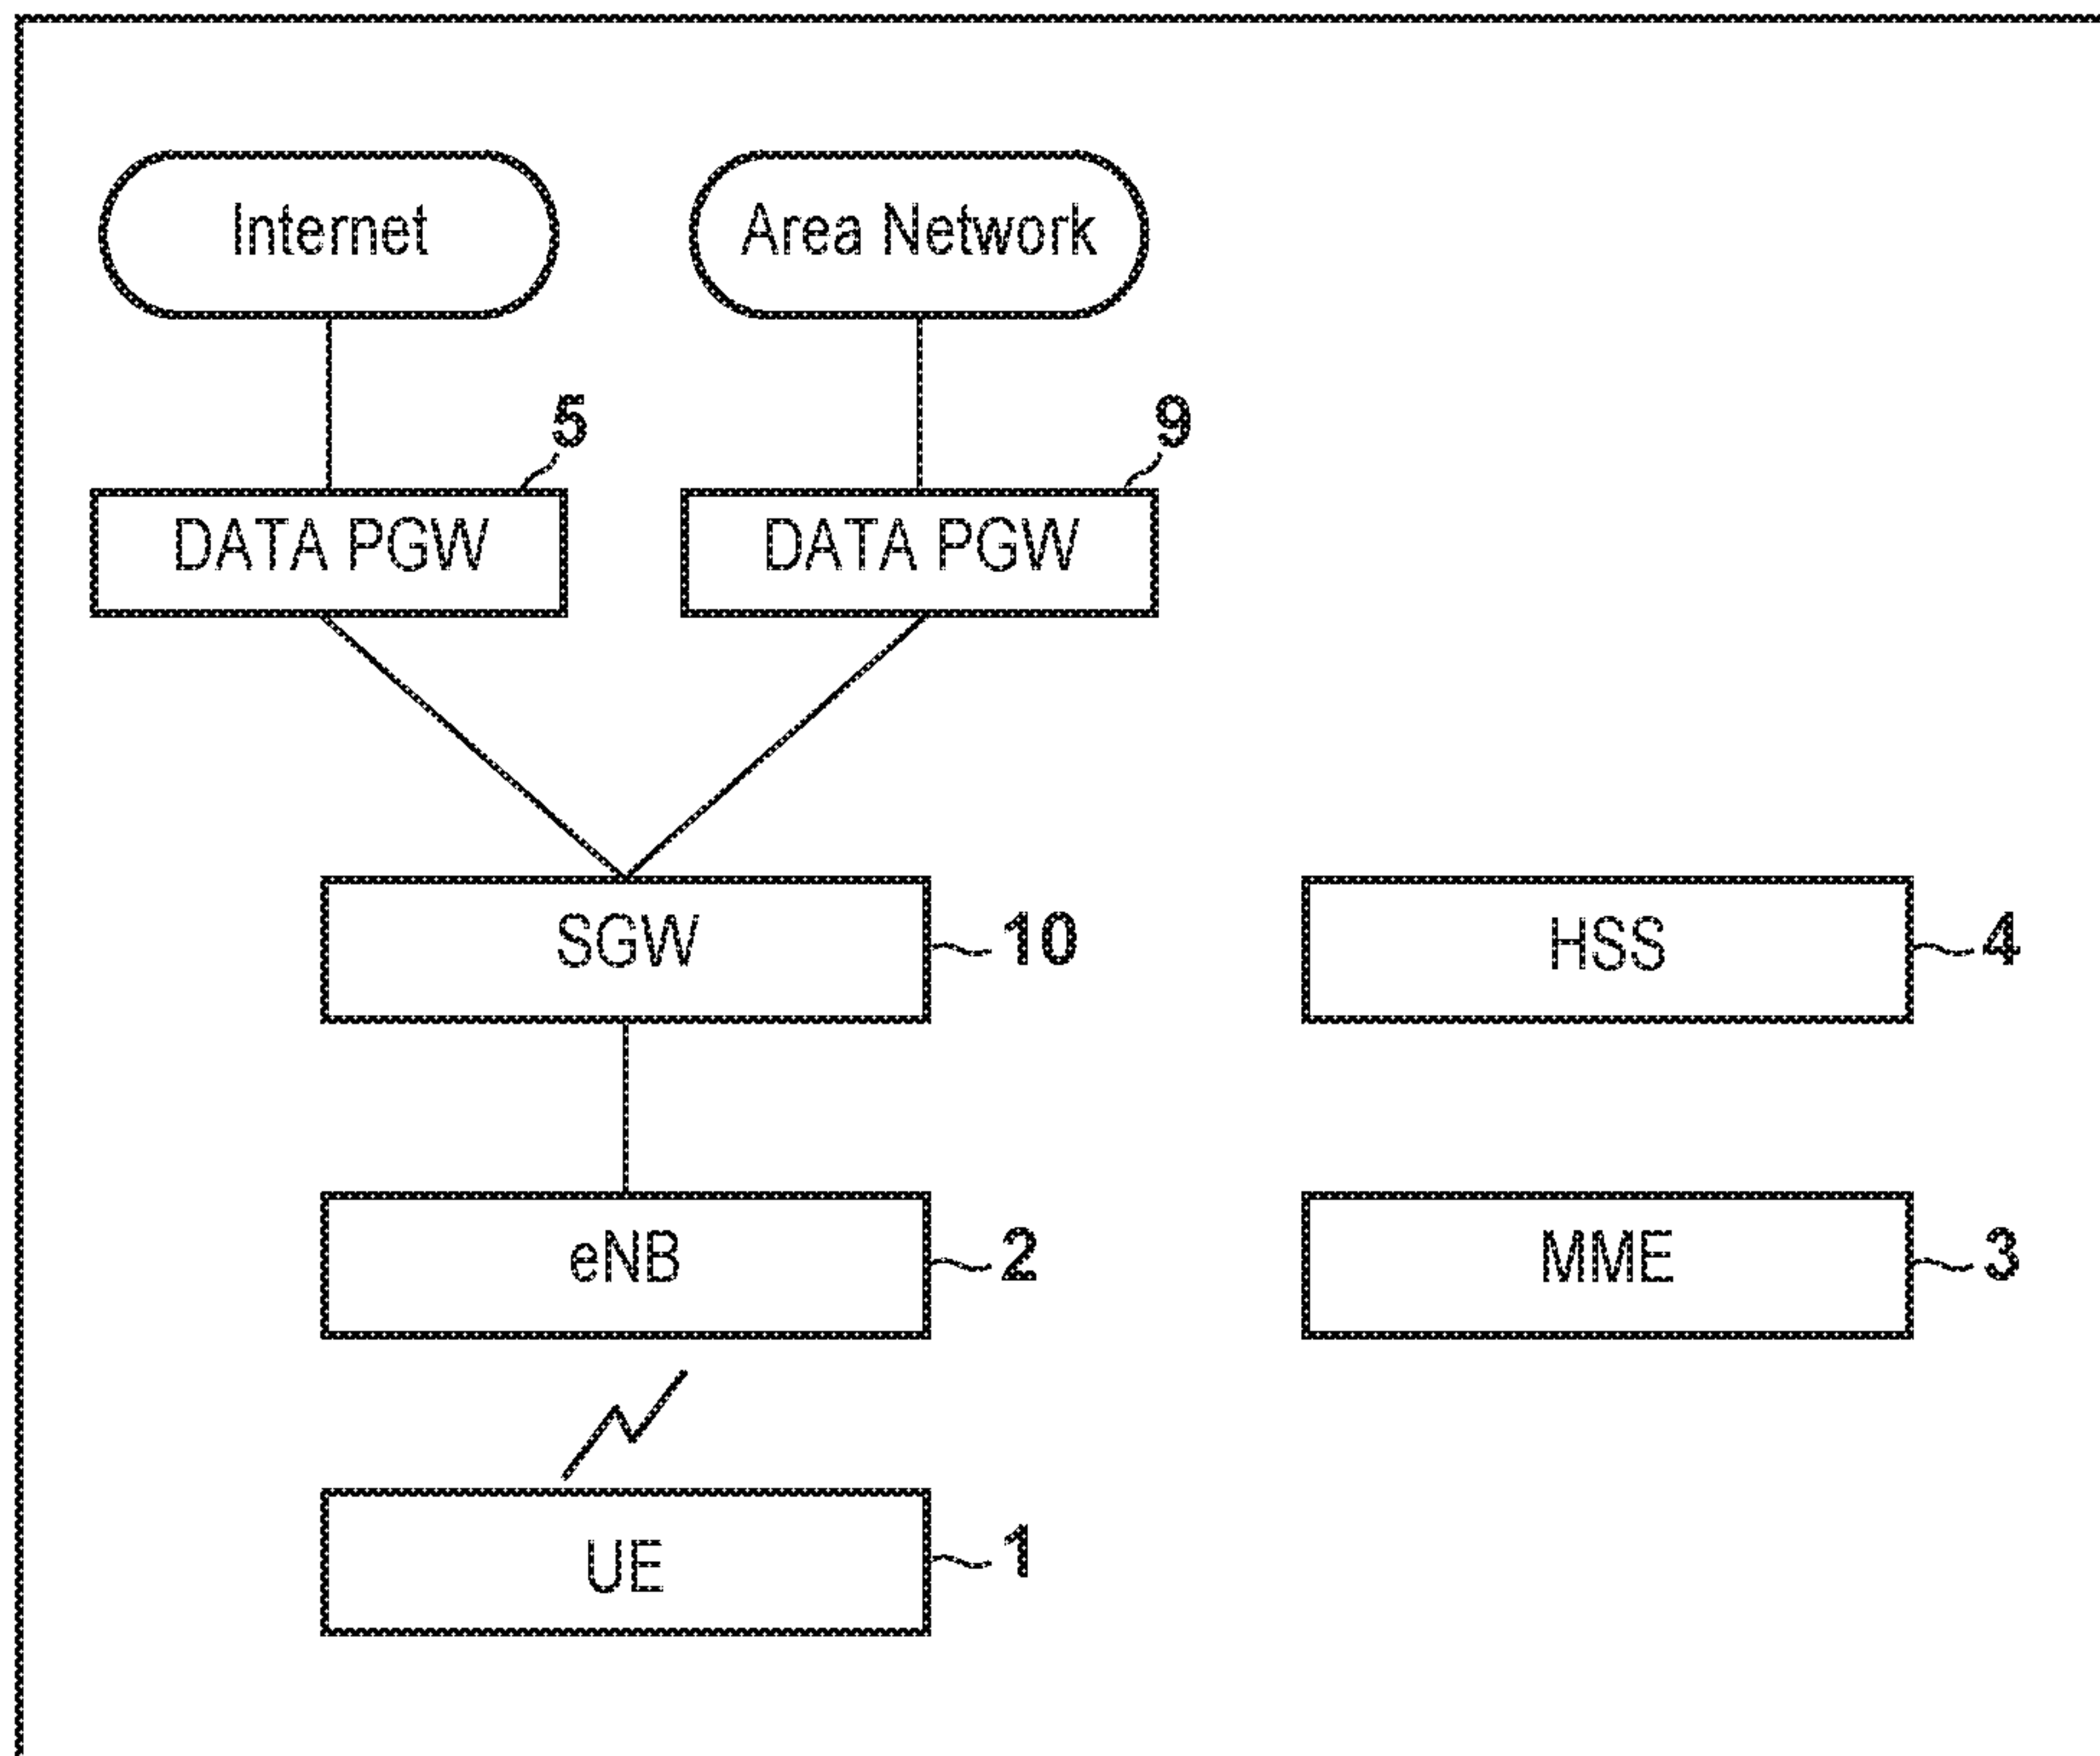 Internet
Area Network
5
9
DATA PGW
DATA PGW
SGW
10
HSS
4
eNB
2
MME
3
UE
1